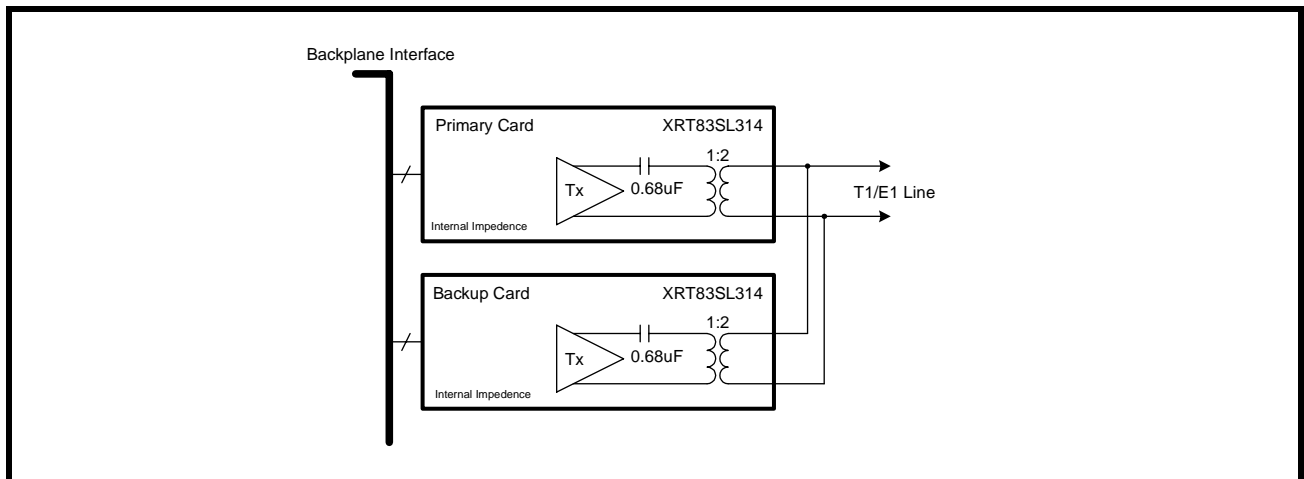 Backplane Interface
Primary Card XRT83SL314
1:2
Tx 0.68uF
T1/E1 Line
Internal Impedence
Backup Card XRT83SL314
1:2
Tx 0.68uF
Internal Impedence